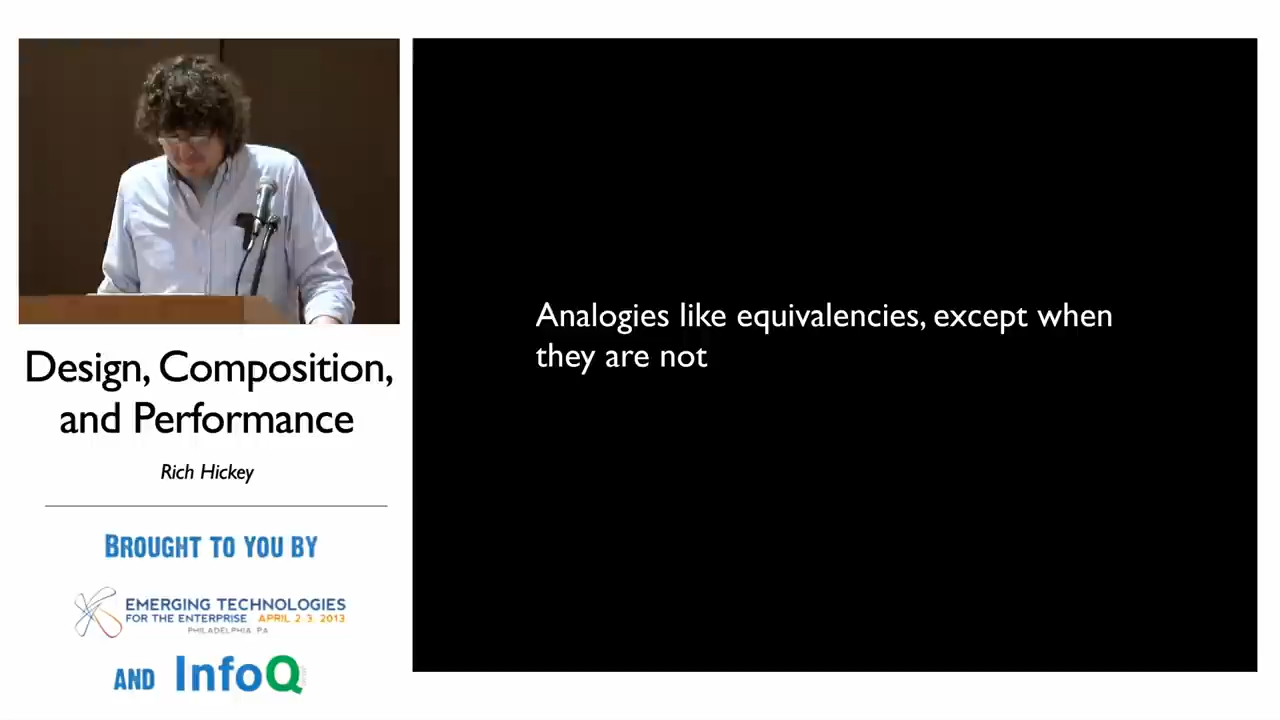 Design, Composition,
and Performance
Rich Hickey
BROUGHT TO YOU BY
EMERGING TECHNOLOGIES
FOR THE ENTERPRISE APRIL 2-3, 2013
PHILADELPHIA, PA
AND InfoQ
Analogies like equivalencies, except when
they are not